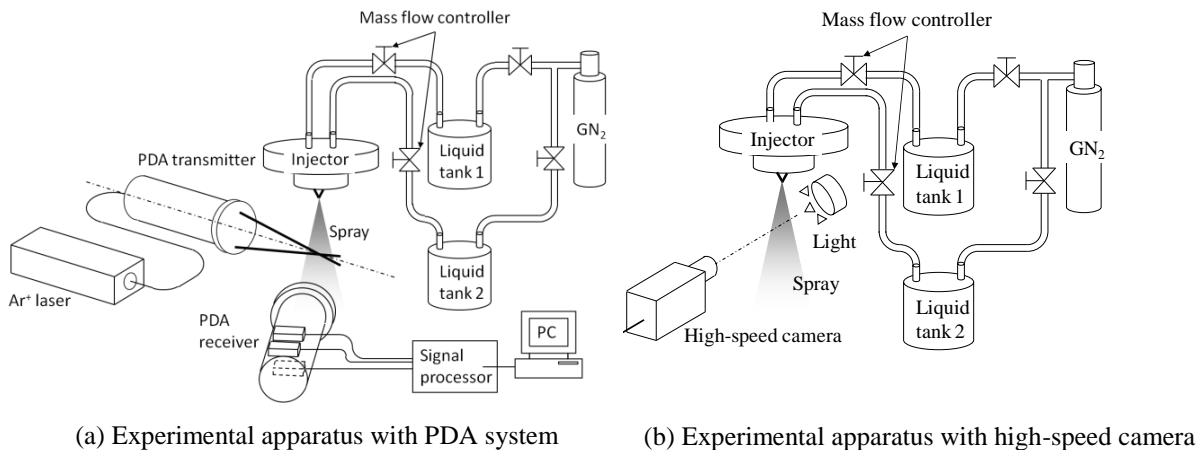 Mass flow controller
GN₂
Injector
Liquid
tank 1
PDA transmitter
Spray
Liquid
tank 2
Ar⁺ laser
PDA
receiver
PC
Signal
processor
(a) Experimental apparatus with PDA system
Mass flow controller
Injector
GN₂
Liquid
tank 1
Light
Spray
Liquid
tank 2
High-speed camera
(b) Experimental apparatus with high-speed camera